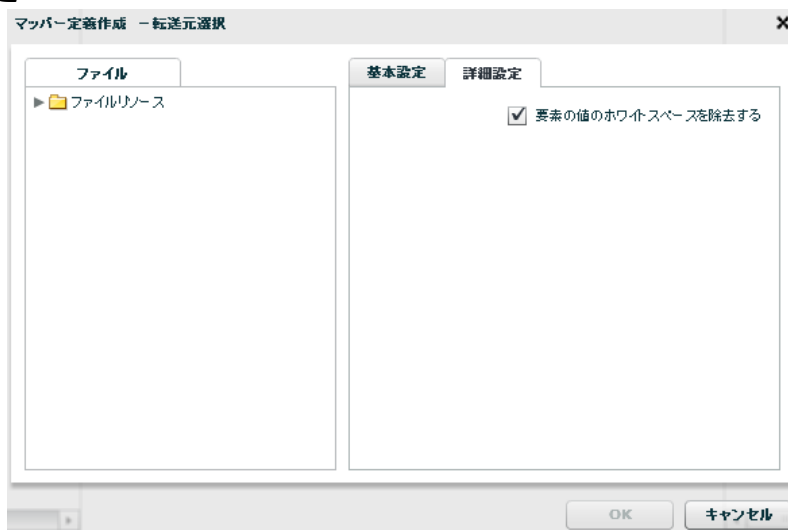 マッパー定義作成 －転送元選択
ファイル
基本設定 詳細設定
ファイルリソース
要素の値のホワイトスペースを除去する
OK キャンセル